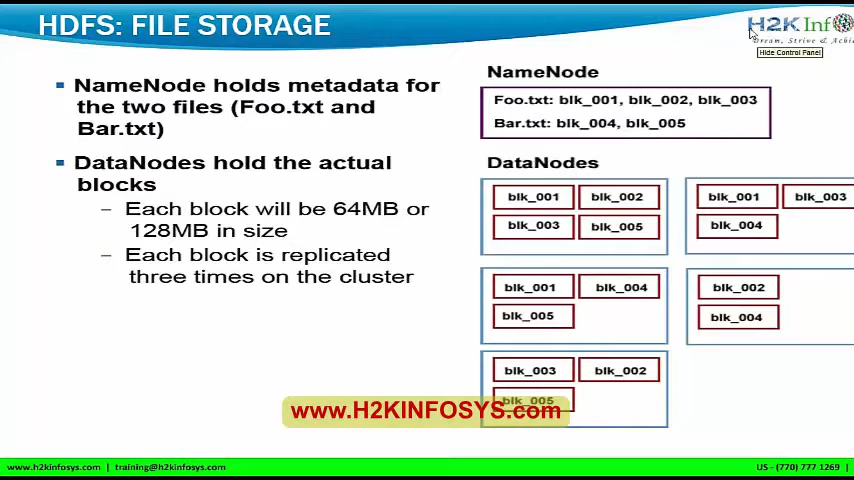 HDFS: FILE STORAGE
H2K Inf
Hide Control Panel
NameNode holds metadata for
the two files (Foo.txt and
Bar.txt)
DataNodes hold the actual
blocks
– Each block will be 64MB or
128MB in size
– Each block is replicated
three times on the cluster
NameNode
Foo.txt: blk_001, blk_002, blk_003
Bar.txt: blk_004, blk_005
DataNodes
blk_001 blk_002
blk_003 blk_005
blk_001 blk_003
blk_004
blk_001 blk_004
blk_005
blk_002
blk_004
blk_003 blk_002
blk_005
www.H2KINFOSYS.com
www.h2kinfosys.com | training@h2kinfosys.com
US - (770) 777 1269 |